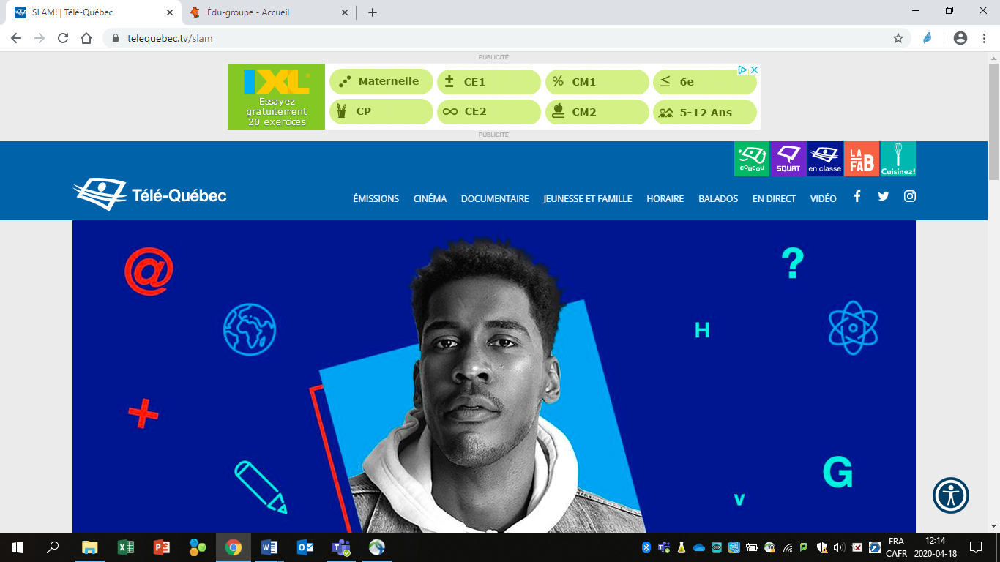 SLAM! | Télé-Québec
Édu-groupe - Accueil
telequebec.tv/slam
PUBLICITÉ
IXL
Essayez
gratuitement
20 exercices
Maternelle
CE1
% CM1
≤ 6e
CP
CE2
CM2
5-12 Ans
PUBLICITÉ
coucou
SQUAT
en classe
LA
FAB
Cuisinez!
Télé-Québec
ÉMISSIONS CINÉMA DOCUMENTAIRE JEUNESSE ET FAMILLE HORAIRE BALADOS EN DIRECT VIDÉO
@
?
H
+
G
V
FRA
CAFR
12:14
2020-04-18